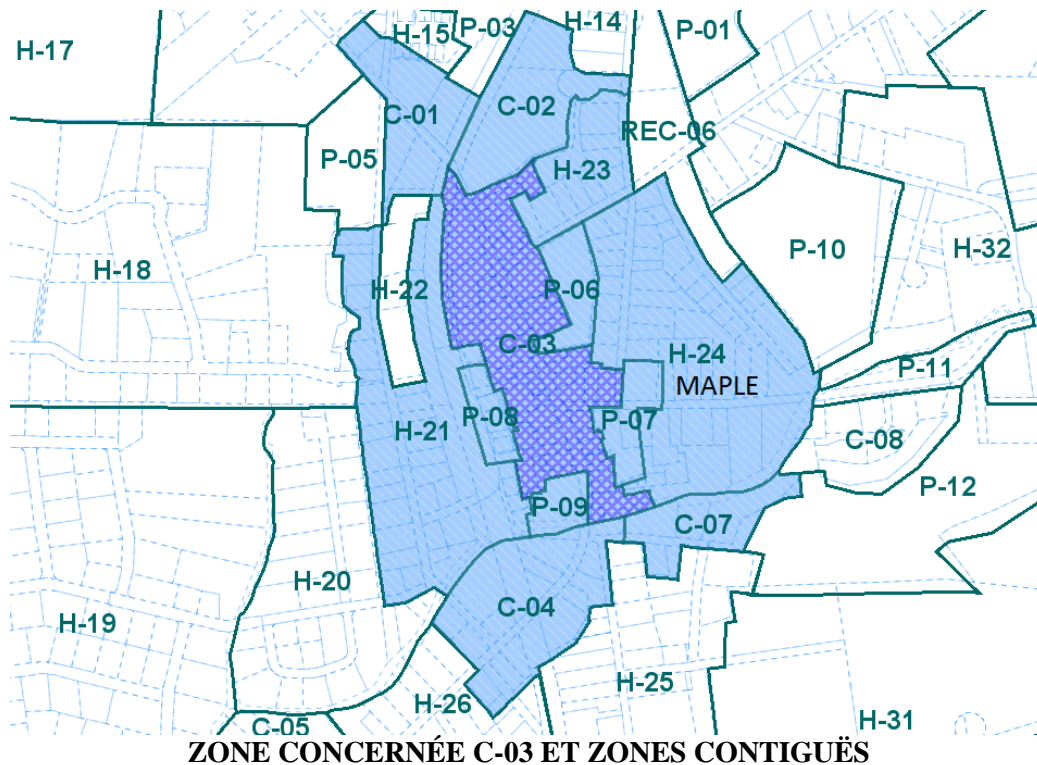 H-17
H-15
P-03
H-14
P-01
C-01
C-02
REC-06
P-05
H-23
H-18
H-22
P-06
P-10
H-32
C-03
H-24
P-11
MAPLE
H-21
P-08
P-07
C-08
P-12
P-09
C-07
H-20
C-04
H-19
H-26
H-25
C-05
H-31
ZONE CONCERNÉE C-03 ET ZONES CONTIGUËS